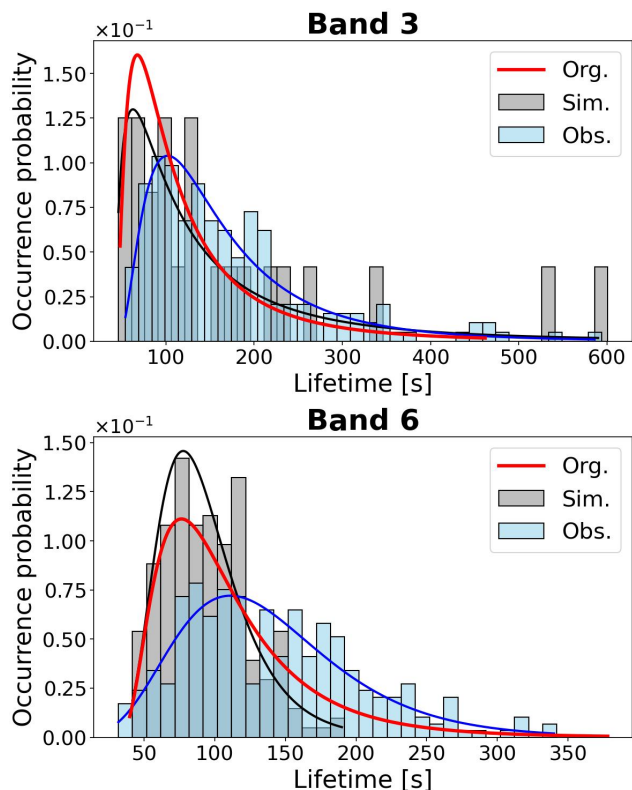 Band 3
×10⁻¹
Occurrence probability
1.50
1.25
1.00
0.75
0.50
0.25
0.00
Org.
Sim.
Obs.
100 200 300 400 500 600
Lifetime [s]
Band 6
×10⁻¹
Occurrence probability
1.50
1.25
1.00
0.75
0.50
0.25
0.00
Org.
Sim.
Obs.
50 100 150 200 250 300 350
Lifetime [s]